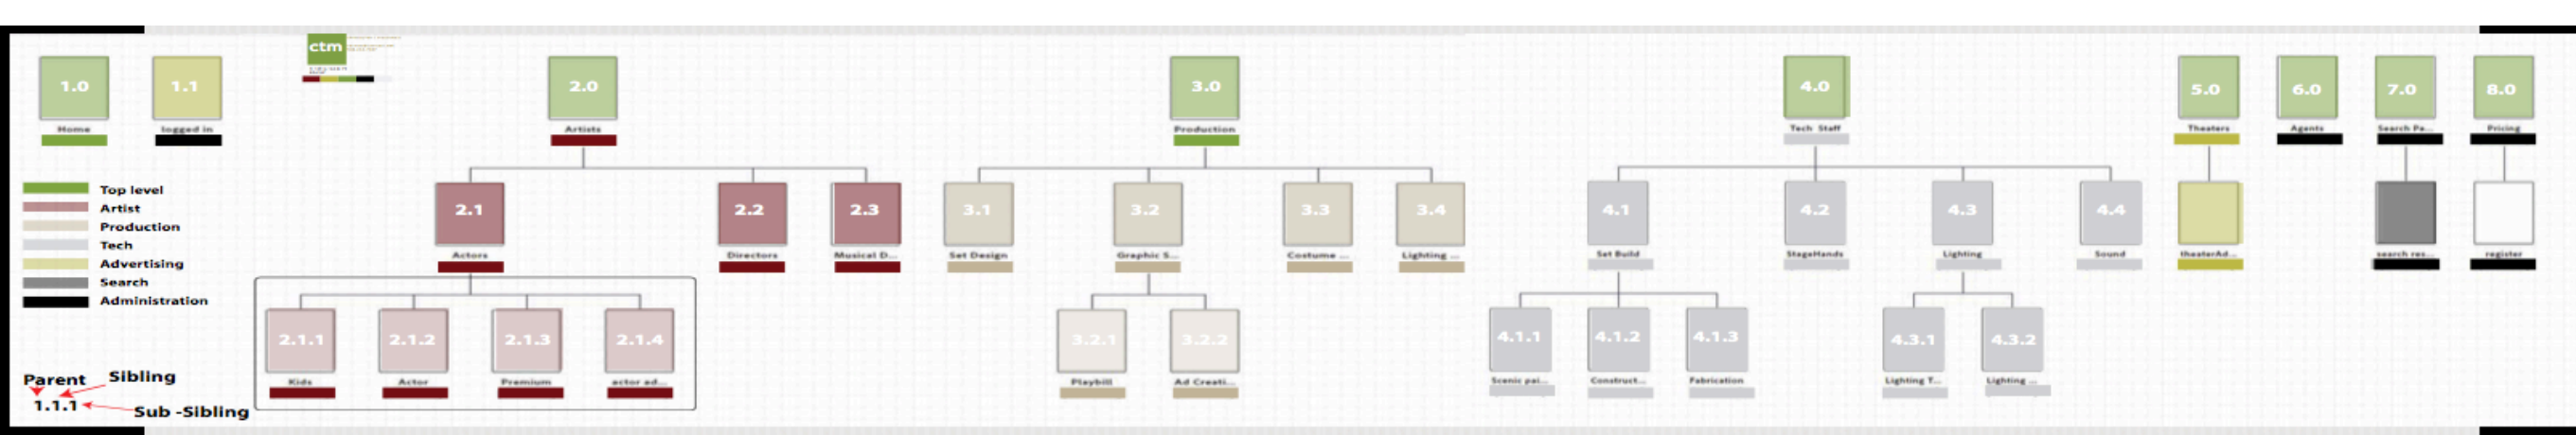 ctm
1.0
Home
1.1
logged in
2.0
Artists
3.0
Production
4.0
Tech Staff
5.0
Theaters
6.0
Agents
7.0
Search Pa...
8.0
Pricing
Top level
Artist
Production
Tech
Advertising
Search
Administration
2.1
Actors
2.2
Directors
2.3
Musical D...
3.1
Set Design
3.2
Graphic S...
3.3
Costume ...
3.4
Lighting ...
4.1
Set Build
4.2
StageHands
4.3
Lighting
4.4
Sound
theaterAd...
search res...
register
2.1.1
Kids
2.1.2
Actor
2.1.3
Premium
2.1.4
actor ad...
3.2.1
Playbill
3.2.2
Ad Creati...
4.1.1
Scenic pai...
4.1.2
Construct...
4.1.3
Fabrication
4.3.1
Lighting T...
4.3.2
Lighting ...
Parent
Sibling
1.1.1
Sub -Sibling